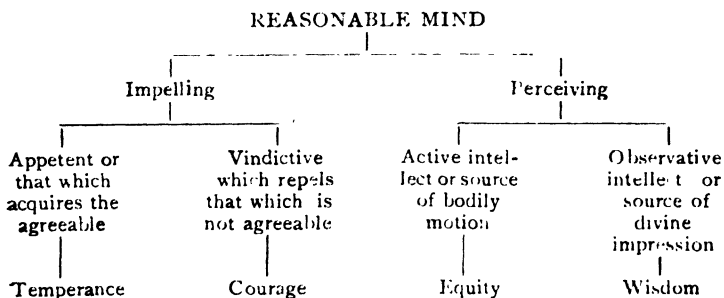 REASONABLE MIND
Impelling
Perceiving
Appetent or
that which
acquires the
agreeable
Vindictive
which repels
that which is
not agreeable
Active intel-
lect or source
of bodily
motion
Observative
intellect or
source of
divine
impression
Temperance
Courage
Equity
Wisdom